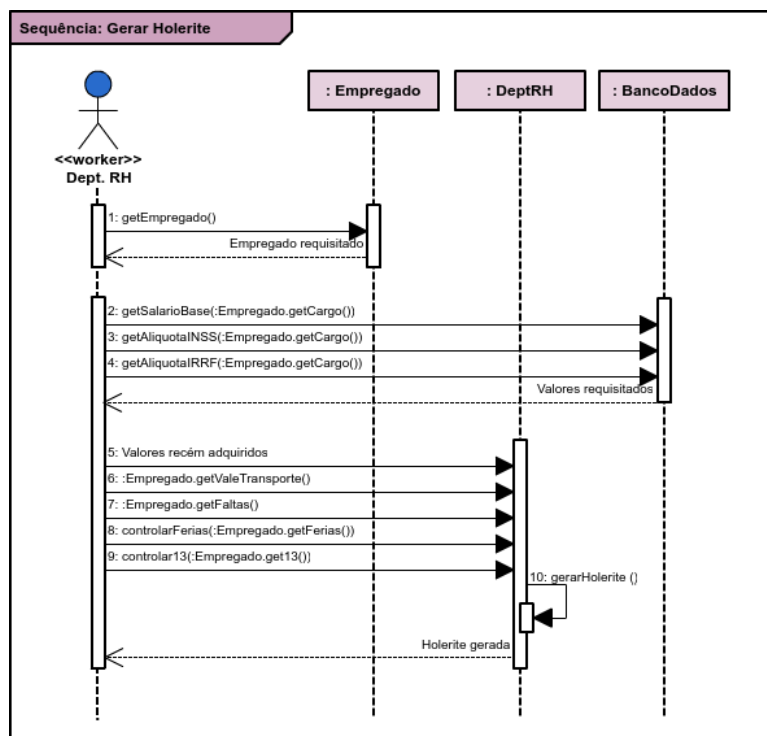 Sequência: Gerar Holerite
: Empregado
: DeptRH
: BancoDados
<<worker>>
Dept. RH
1: getEmpregado()
Empregado requisitado
2: getSalarioBase(:Empregado.getCargo())
3: getAliquotaINSS(:Empregado.getCargo())
4: getAliquotaIRRF(:Empregado.getCargo())
Valores requisitados
5: Valores recém adquiridos
6: :Empregado.getValeTransporte()
7: :Empregado.getFaltas()
8: controlarFerias(:Empregado.getFerias())
9: controlar13(:Empregado.get13())
10: gerarHolerite ()
Holerite gerada